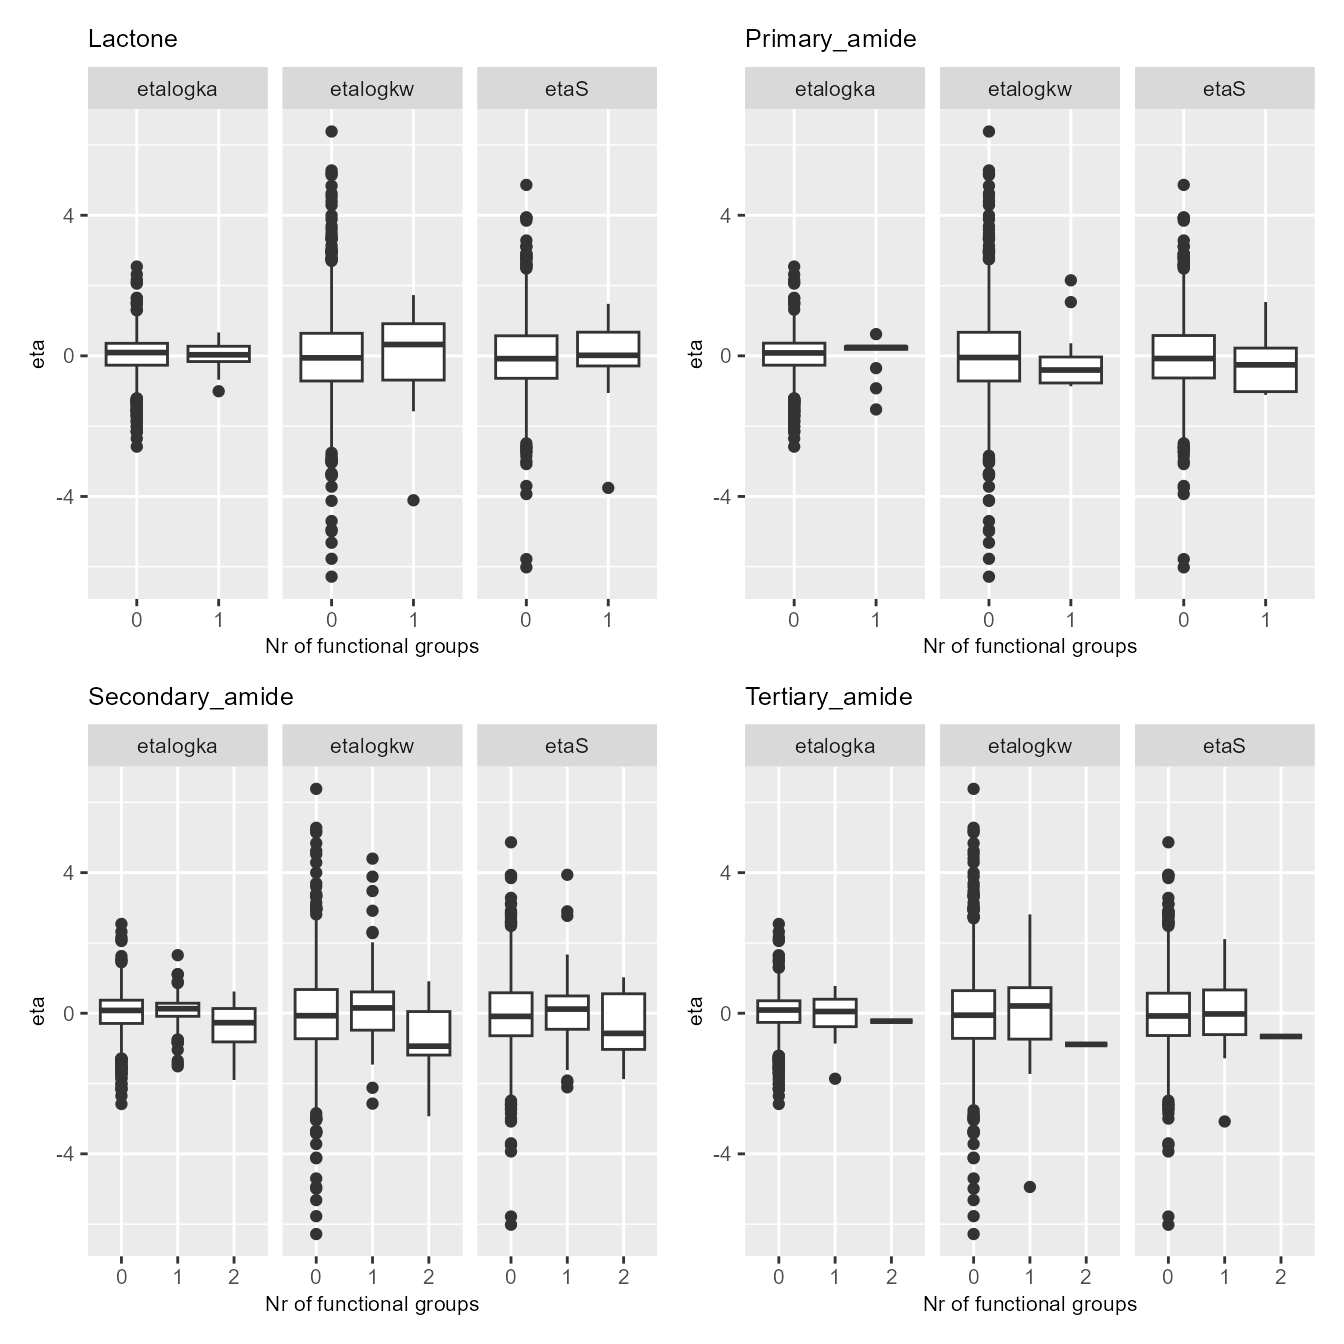 Lactone
etalogka etalogkw etaS
eta
4
0
-4
0 1 0 1 0 1
Nr of functional groups
Primary_amide
etalogka etalogkw etaS
eta
4
0
-4
0 1 0 1 0 1
Nr of functional groups
Secondary_amide
etalogka etalogkw etaS
eta
4
0
-4
0 1 2 0 1 2 0 1 2
Nr of functional groups
Tertiary_amide
etalogka etalogkw etaS
eta
4
0
-4
0 1 2 0 1 2 0 1 2
Nr of functional groups